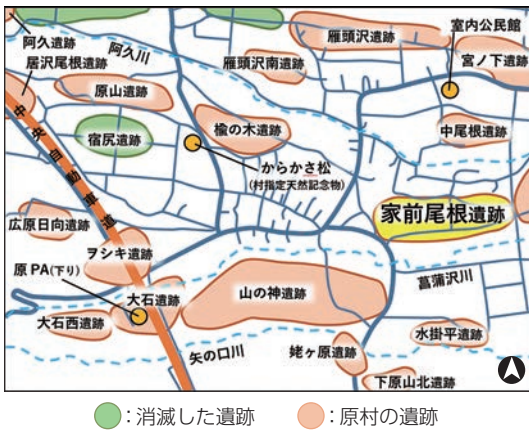 阿久遺跡
居沢尾根遺跡
阿久川
原山遺跡
宿尻遺跡
中央自動車道
雁頭沢遺跡
雁頭沢南遺跡
室内公民館
宮ノ下遺跡
楡の木遺跡
中尾根遺跡
からかさ松
(村指定天然記念物)
家前尾根遺跡
広原日向遺跡
ヲシキ遺跡
原PA(下り)
大石遺跡
大石西遺跡
山の神遺跡
菖蒲沢川
水掛平遺跡
矢の口川
姥ヶ原遺跡
下原山北遺跡
:消滅した遺跡
:原村の遺跡